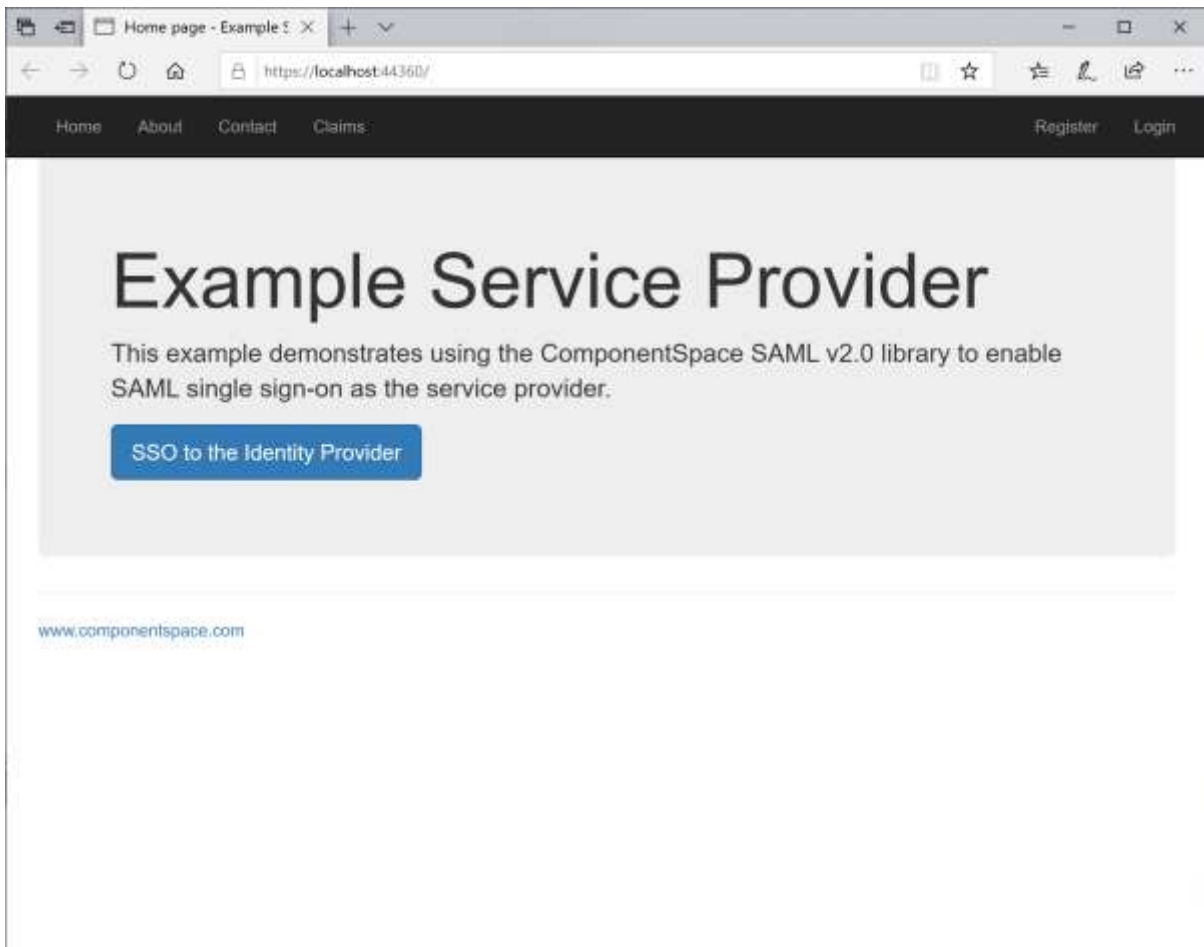 Home page - Example S
https://localhost:44360/
Home About Contact Claims Register Login
Example Service Provider
This example demonstrates using the ComponentSpace SAML v2.0 library to enable
SAML single sign-on as the service provider.
SSO to the Identity Provider
www.componentspace.com